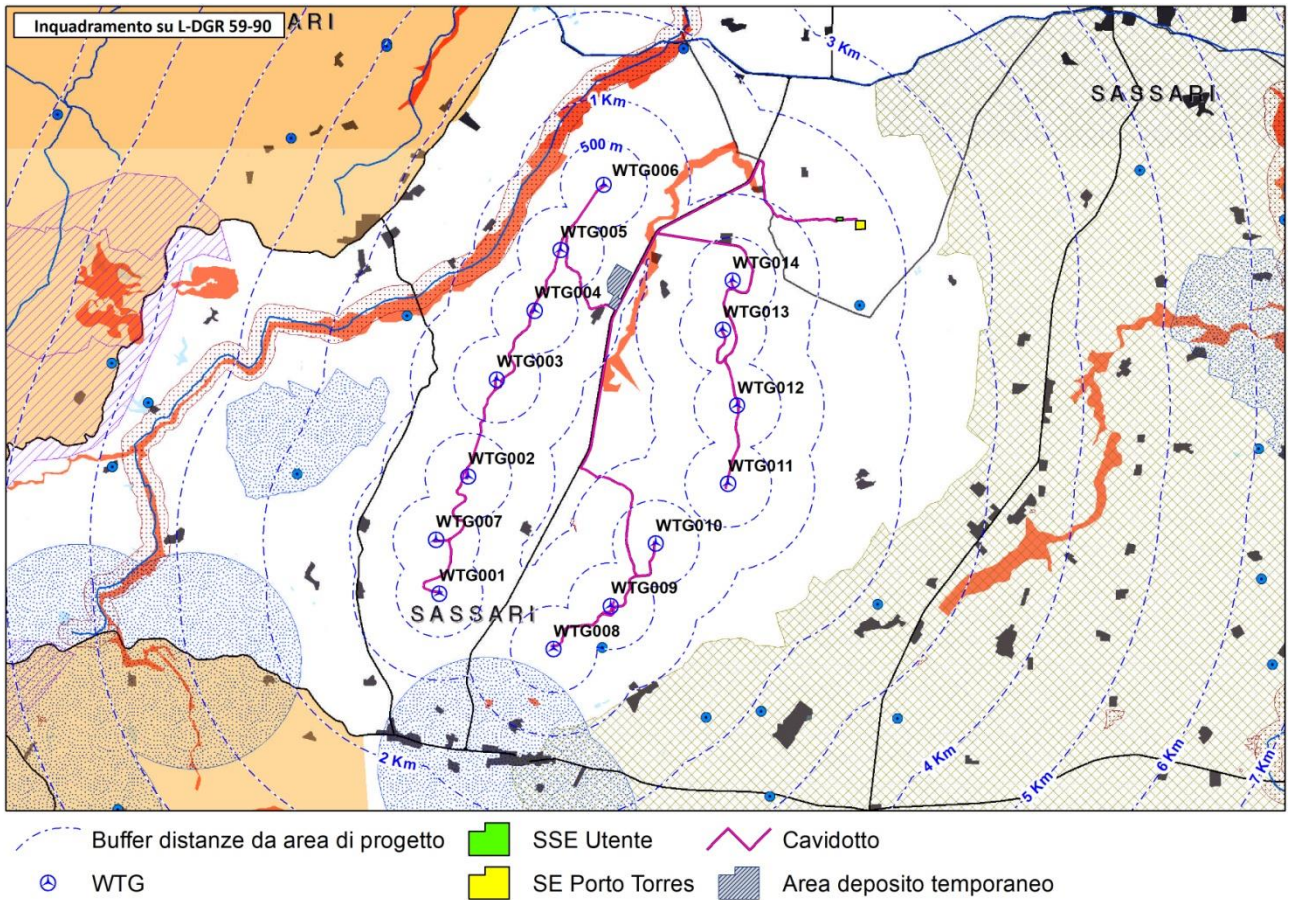 Inquadramento su L-DGR 59-90
ARI
3 Km
SASSARI
1 Km
500 m
WTG006
WTG005
WTG014
WTG004
WTG013
WTG003
WTG012
WTG002
WTG011
WTG007
WTG010
WTG001
WTG009
SASSARI
WTG008
2 Km
4 Km
5 Km
6 Km
7 Km
Buffer distanze da area di progetto
SSE Utente
Cavidotto
WTG
SE Porto Torres
Area deposito temporaneo